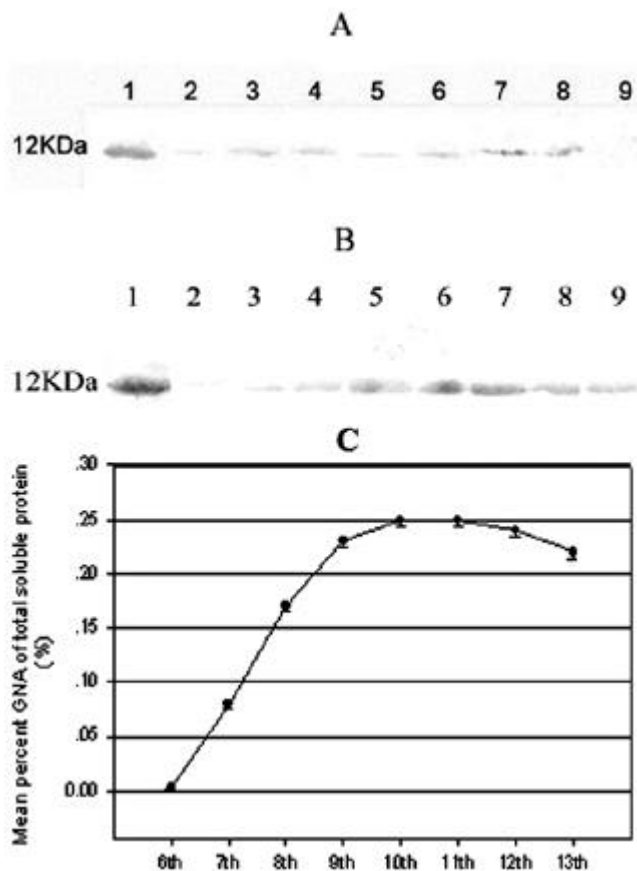 A
1 2 3 4 5 6 7 8 9
12KDa
B
1 2 3 4 5 6 7 8 9
12KDa
C
.30
.25
.20
.15
.10
.05
0.00
Mean percent GNA of total soluble protein
(%)
6th 7th 8th 9th 10th 11th 12th 13th